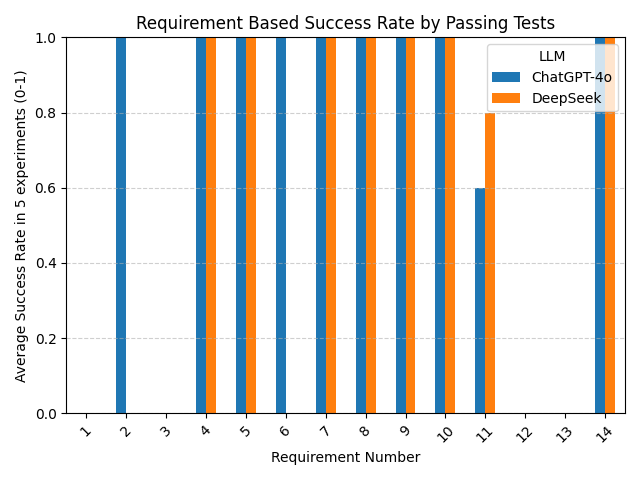 Requirement Based Success Rate by Passing Tests
Average Success Rate in 5 experiments (0-1)
1.0
0.8
0.6
0.4
0.2
0.0
LLM
ChatGPT-4o
DeepSeek
1 2 3 4 5 6 7 8 9 10 11 12 13 14
Requirement Number